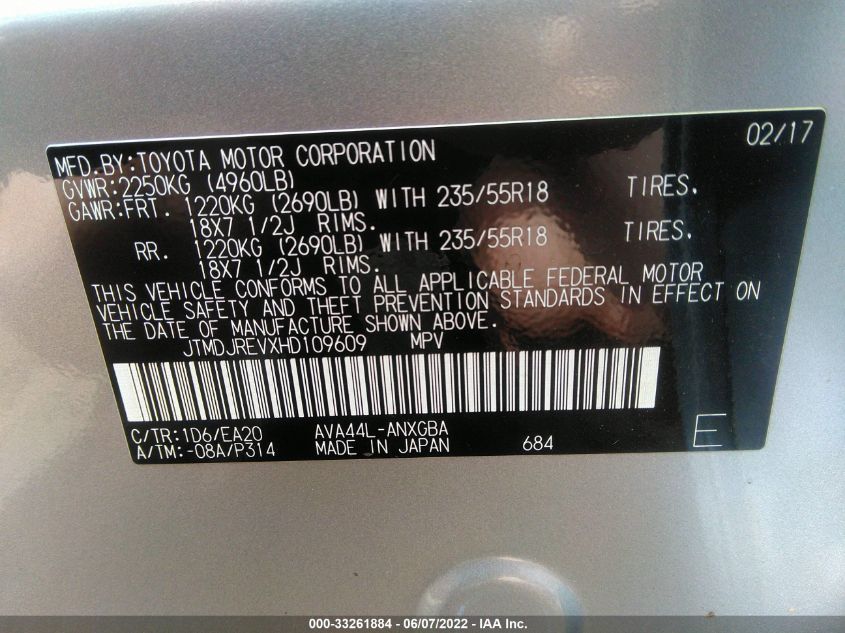 02/17
MFD.BY:TOYOTA MOTOR CORPORATION
GVWR:2250KG (4960LB)
GAWR:FRT. 1220KG (2690LB) WITH 235/55R18 TIRES,
18X7 1/2J RIMS.
RR. 1220KG (2690LB) WITH 235/55R18 TIRES,
18X7 1/2J RIMS.
THIS VEHICLE CONFORMS TO ALL APPLICABLE FEDERAL MOTOR
VEHICLE SAFETY AND THEFT PREVENTION STANDARDS IN EFFECT ON
THE DATE OF MANUFACTURE SHOWN ABOVE.
JTMDJREVXHD109609 MPV
C/TR:1D6/EA20 AVA44L-ANXGBA
A/TM:-08A/P314 MADE IN JAPAN 684 E
000-33261884 - 06/07/2022 - IAA Inc.